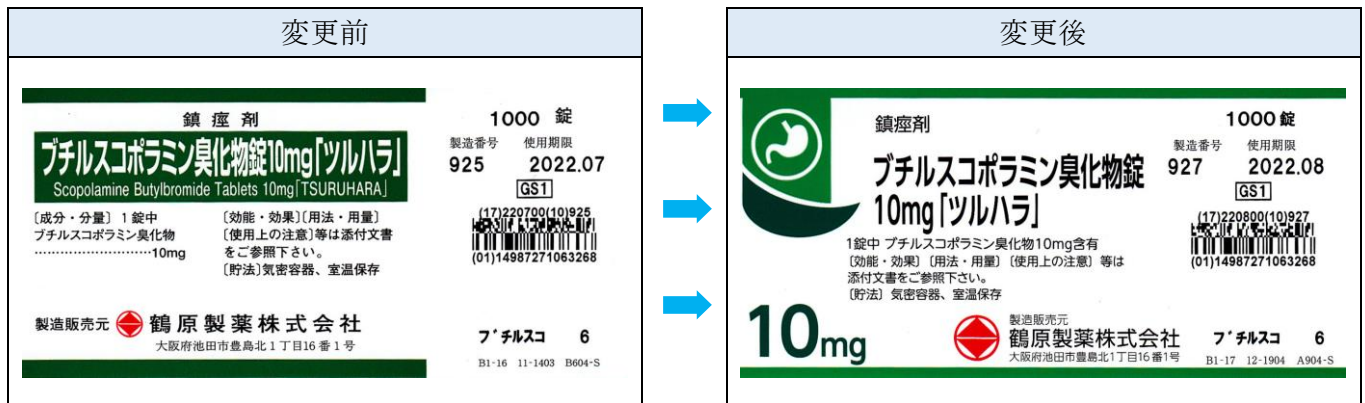 変更前
鎮痙剤
ブチルスコポラミン臭化物錠10mg「ツルハラ」
Scopolamine Butylbromide Tablets 10mg「TSURUHARA」
〔成分・分量〕1錠中
ブチルスコポラミン臭化物
…………………………10mg
〔効能・効果〕〔用法・用量〕
〔使用上の注意〕等は添付文書
をご参照下さい。
〔貯法〕気密容器、室温保存
製造販売元 鶴原製薬株式会社
大阪府池田市豊島北1丁目16番1号
1000 錠
製造番号 使用期限
925 2022.07
GS1
(17)220700(10)925
(01)14987271063268
ブチルスコ 6
B1-16 11-1403 B604-S
変更後
鎮痙剤
ブチルスコポラミン臭化物錠
10mg「ツルハラ」
1錠中 ブチルスコポラミン臭化物10mg含有
〔効能・効果〕〔用法・用量〕〔使用上の注意〕等は
添付文書をご参照下さい。
〔貯法〕気密容器、室温保存
10mg
製造販売元
鶴原製薬株式会社
大阪府池田市豊島北1丁目16番1号
1000 錠
製造番号 使用期限
927 2022.08
GS1
(17)220800(10)927
(01)14987271063268
ブチルスコ 6
B1-17 12-1904 A904-S